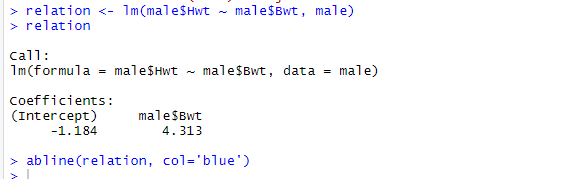 > relation <- lm(male$Hwt ~ male$Bwt, male)
> relation
Call:
lm(formula = male$Hwt ~ male$Bwt, data = male)
Coefficients:
(Intercept)     male$Bwt
     -1.184        4.313
> abline(relation, col='blue')
>